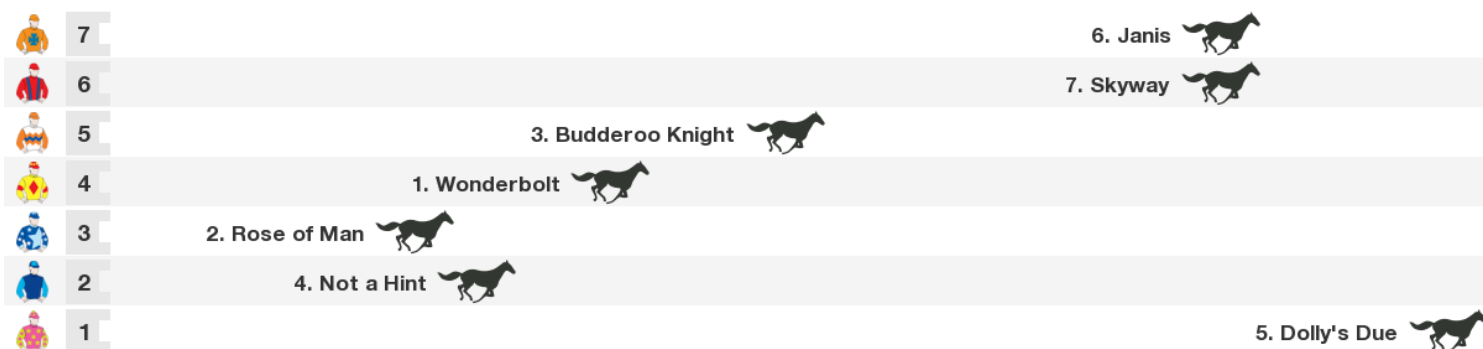 7 6. Janis
6 7. Skyway
5 3. Budderoo Knight
4 1. Wonderbolt
3 2. Rose of Man
2 4. Not a Hint
1 5. Dolly's Due